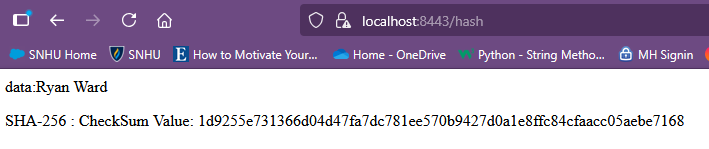 localhost:8443/hash
SNHU Home SNHU How to Motivate Your... Home - OneDrive Python - String Metho... MH Signin
data:Ryan Ward
SHA-256 : CheckSum Value: 1d9255e731366d04d47fa7dc781ee570b9427d0a1e8ffc84cfaacc05aebe7168